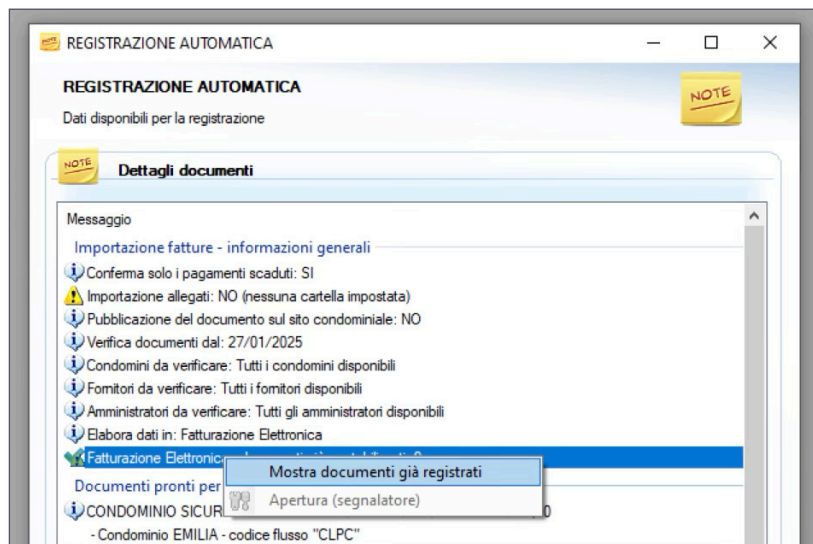 REGISTRAZIONE AUTOMATICA
REGISTRAZIONE AUTOMATICA
NOTE
Dati disponibili per la registrazione
NOTE
Dettagli documenti
Messaggio
Importazione fatture - informazioni generali
Conferma solo i pagamenti scaduti: SI
Importazione allegati: NO (nessuna cartella impostata)
Pubblicazione del documento sul sito condominiale: NO
Verifica documenti dal: 27/01/2025
Condomini da verificare: Tutti i condomini disponibili
Fornitori da verificare: Tutti i fornitori disponibili
Amministratori da verificare: Tutti gli amministratori disponibili
Elabora dati in: Fatturazione Elettronica
Fatturazione Elettronica
Mostra documenti già registrati
Documenti pronti per
Apertura (segnalatore)
CONDOMINIO SICUR 0
- Condominio EMILIA - codice flusso "CLPC"